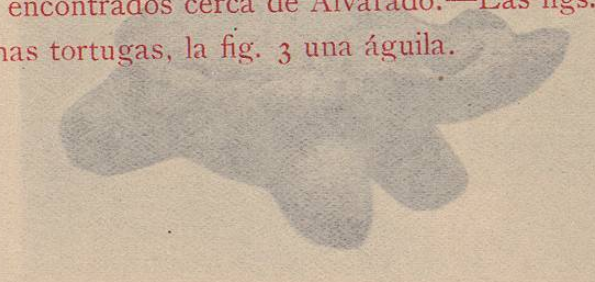 encontrados cerca de Alvarado.—Las figs.
nas tortugas, la fig. 3 una águila.